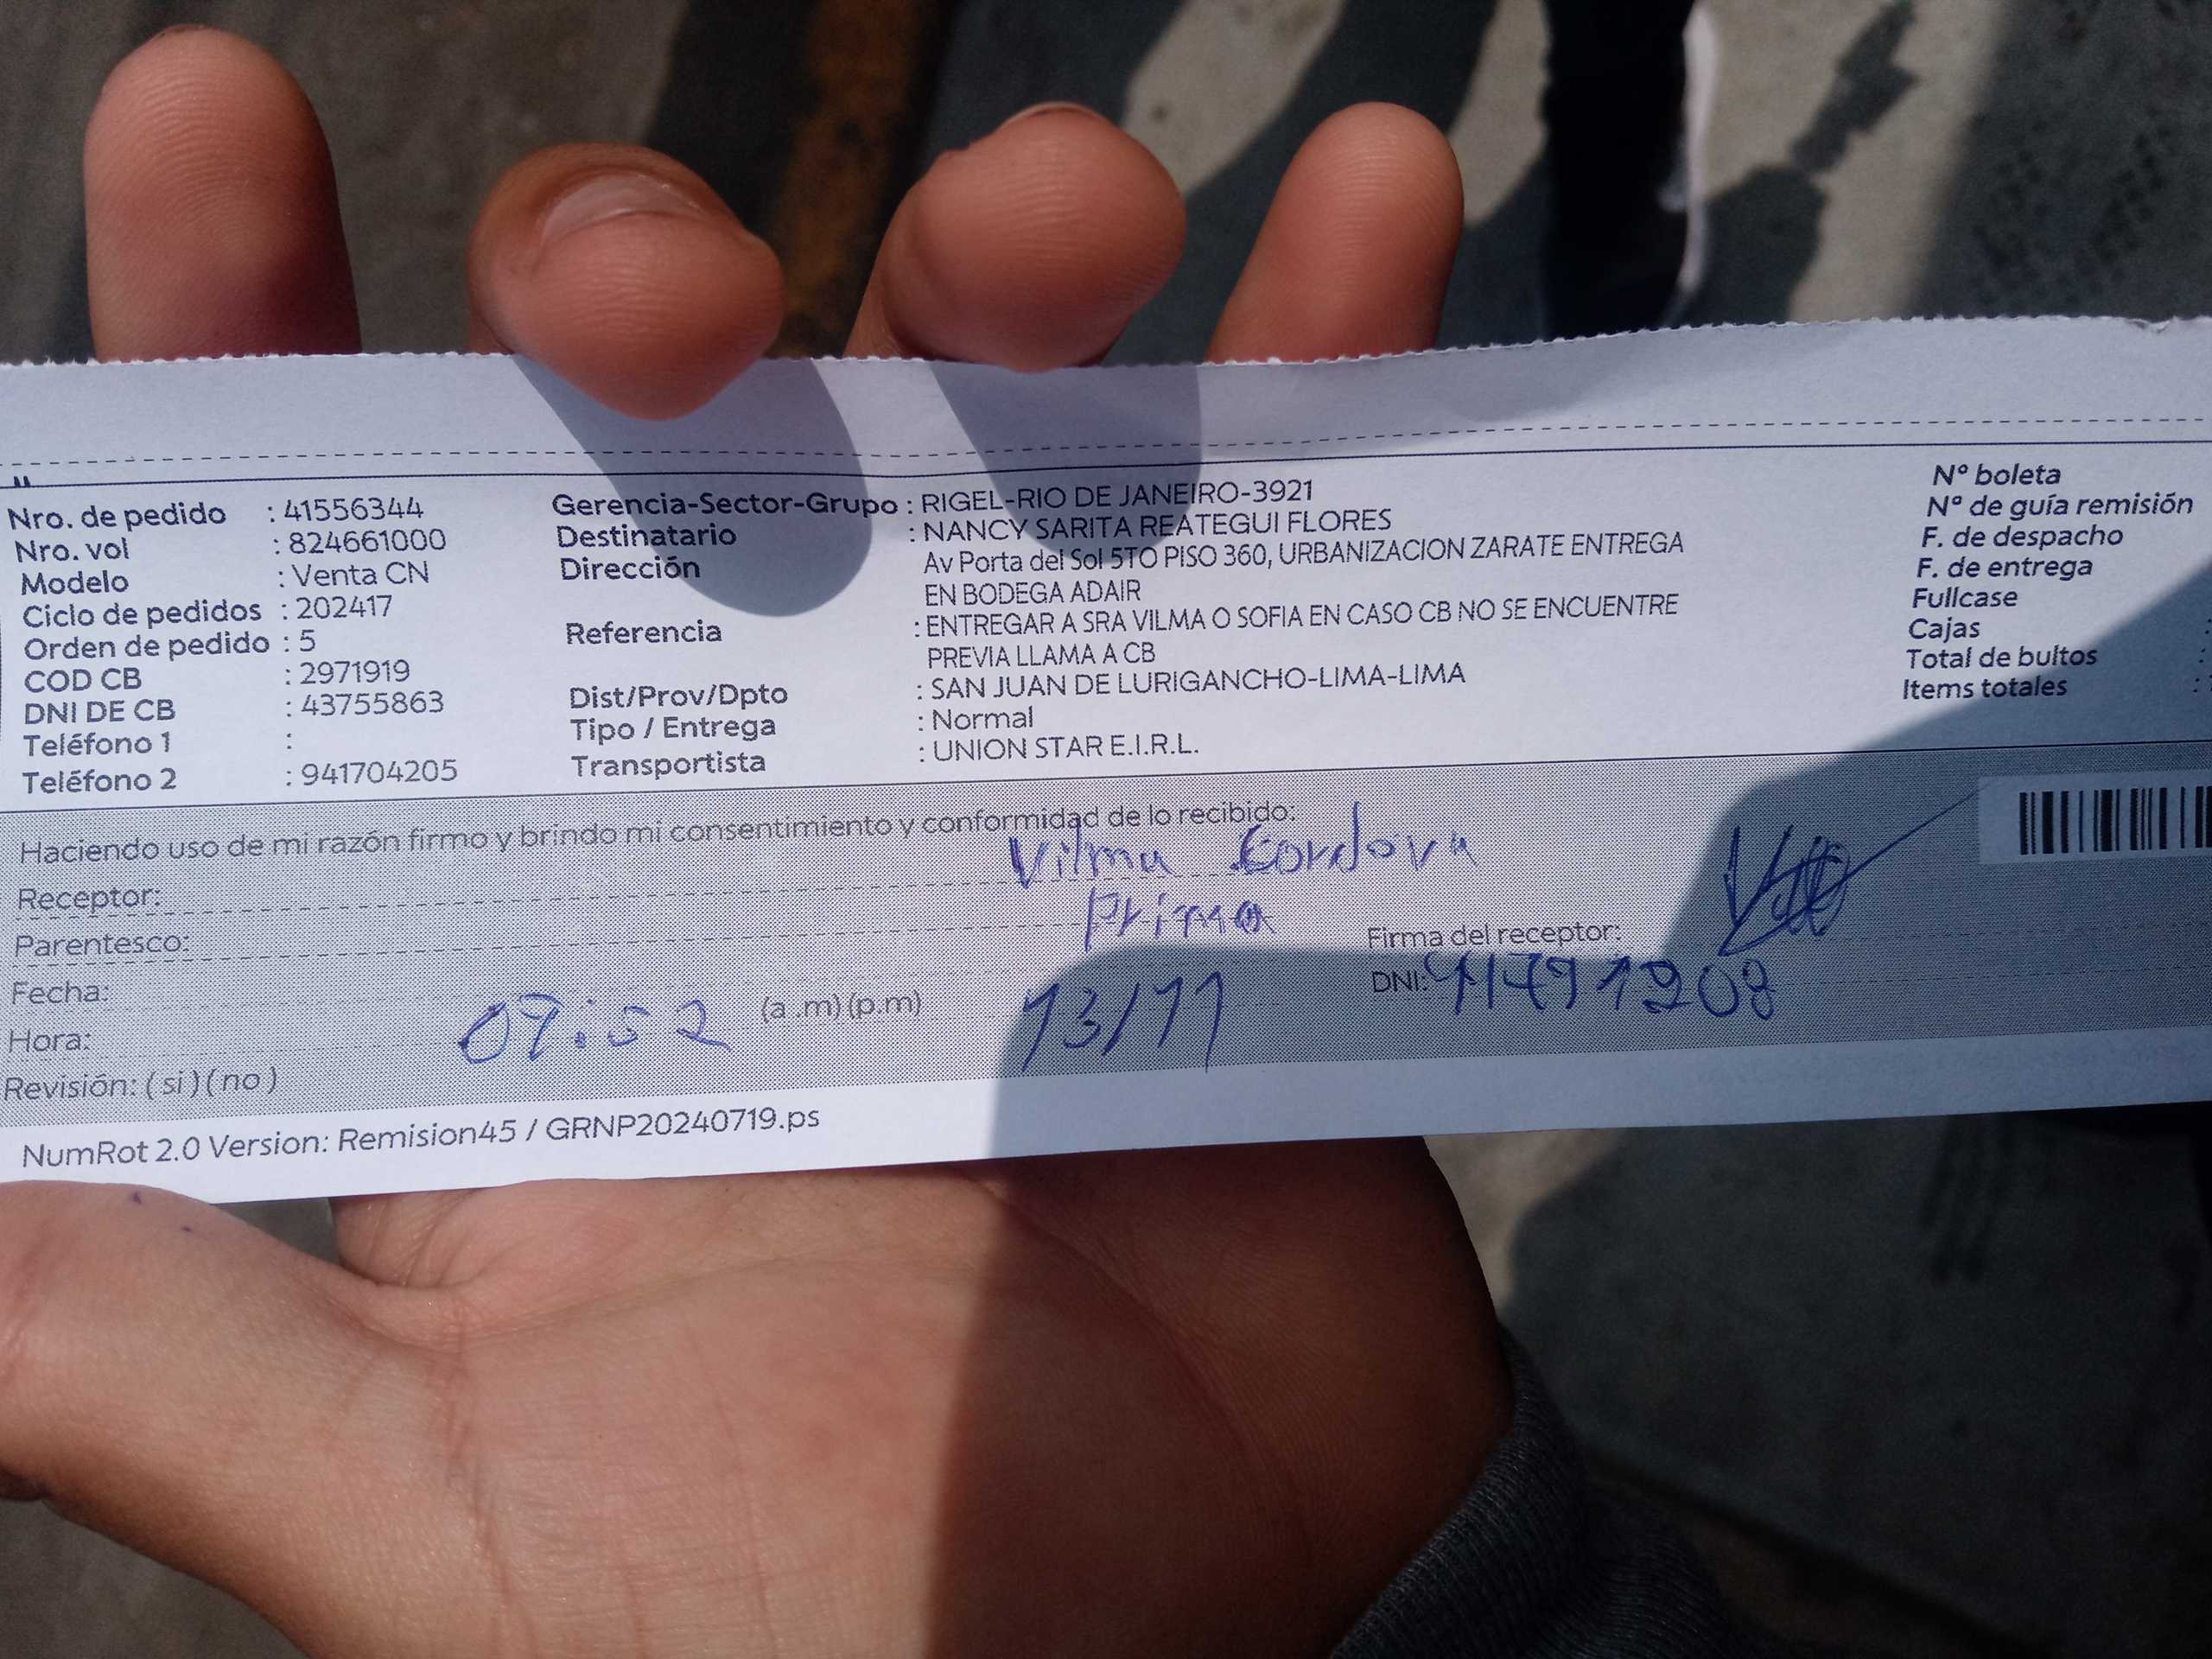 Nro. de pedido : 41556344
Nro. vol : 824661000
Modelo : Venta CN
Ciclo de pedidos : 202417
Orden de pedido : 5
COD CB : 2971919
DNI DE CB : 43755863
Teléfono 1 :
Teléfono 2 : 941704205
Gerencia-Sector-Grupo : RIGEL-RIO DE JANEIRO-3921
Destinatario : NANCY SARITA REATEGUI FLORES
Dirección Av Porta del Sol 5TO PISO 360, URBANIZACION ZARATE ENTREGA
EN BODEGA ADAIR
Referencia : ENTREGAR A SRA VILMA O SOFIA EN CASO CB NO SE ENCUENTRE
PREVIA LLAMA A CB
Dist/Prov/Dpto : SAN JUAN DE LURIGANCHO-LIMA-LIMA
Tipo / Entrega : Normal
Transportista : UNION STAR E.I.R.L.
N° boleta
N° de guía remisión
F. de despacho
F. de entrega
Fullcase
Cajas :
Total de bultos :
Items totales :
Haciendo uso de mi razón firmo y brindo mi consentimiento y conformidad de lo recibido:
Receptor: Vilma Cordova
Parentesco: Prima
Firma del receptor:
Fecha: 13/11
DNI:
Hora: (a .m) (p.m)
Revisión: ( si ) ( no )
NumRot 2.0 Version: Remision45 / GRNP20240719.ps